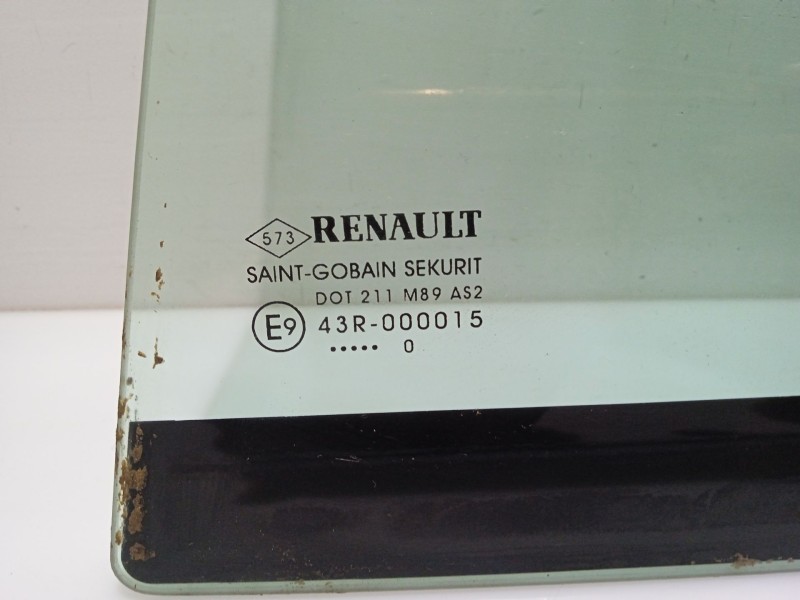 573 RENAULT
SAINT-GOBAIN SEKURIT
DOT 211 M89 AS2
E9 43R-000015
..... 0